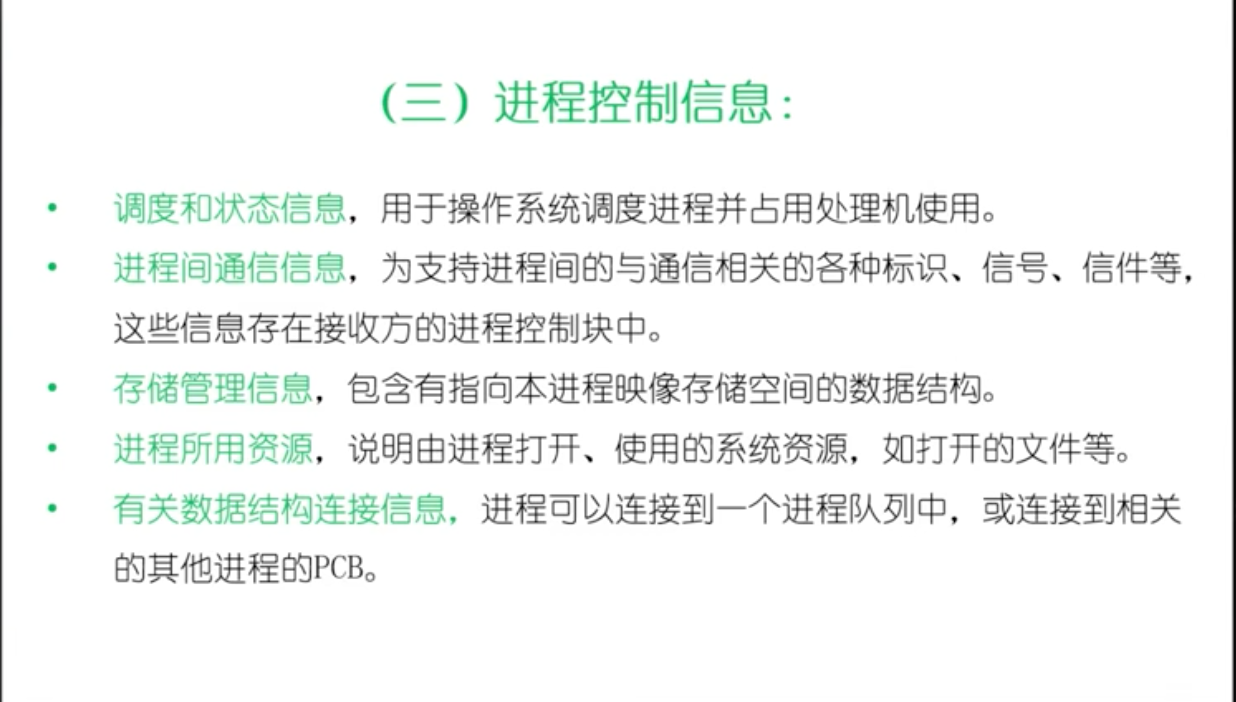 （三）进程控制信息：
• 调度和状态信息，用于操作系统调度进程并占用处理机使用。
• 进程间通信信息，为支持进程间的与通信相关的各种标识、信号、信件等，
这些信息存在接收方的进程控制块中。
• 存储管理信息，包含有指向本进程映像存储空间的数据结构。
• 进程所用资源，说明由进程打开、使用的系统资源，如打开的文件等。
• 有关数据结构连接信息，进程可以连接到一个进程队列中，或连接到相关
的其他进程的PCB。